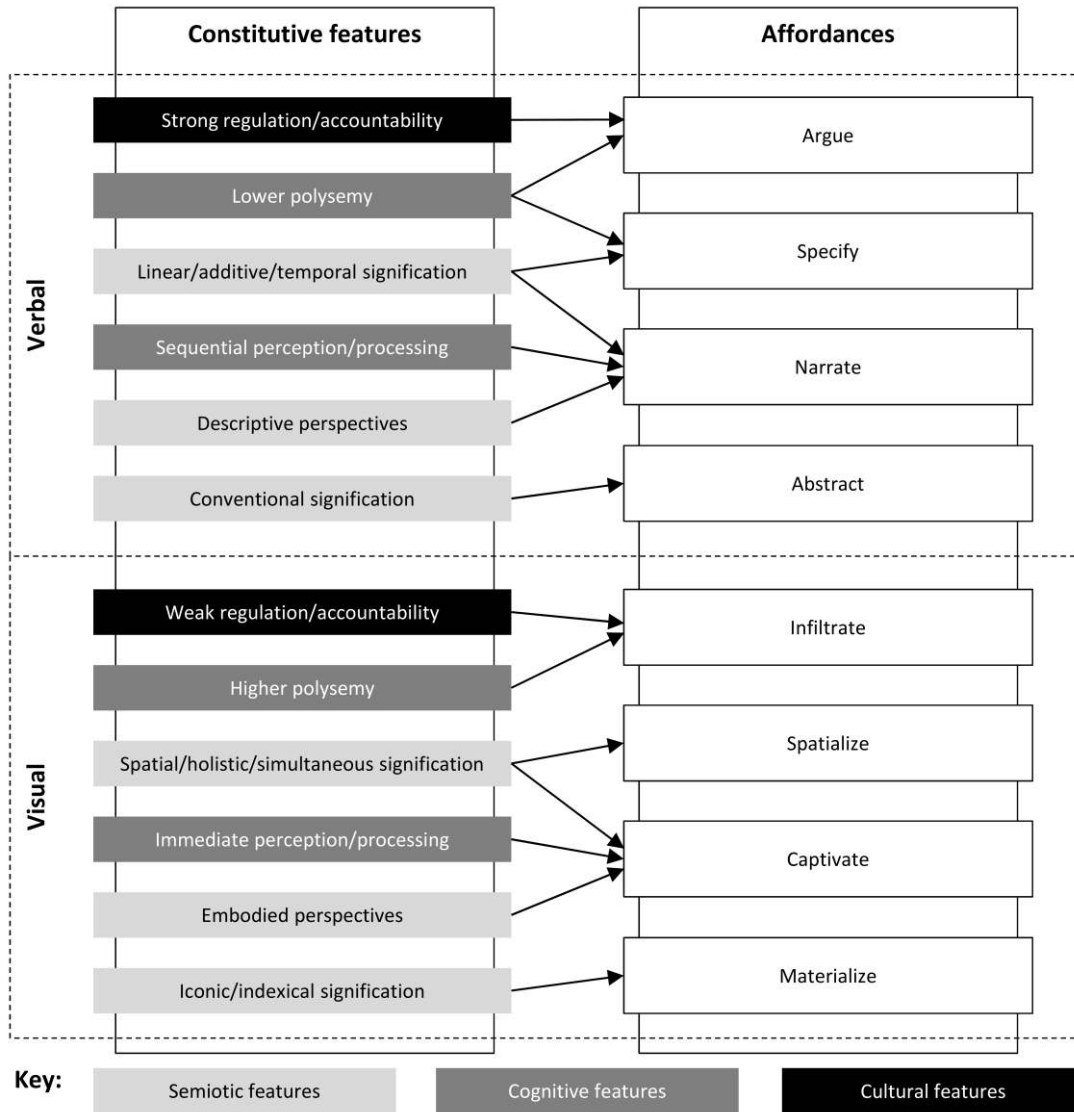 Constitutive features
Affordances
Verbal
Strong regulation/accountability
Argue
Lower polysemy
Specify
Linear/additive/temporal signification
Sequential perception/processing
Narrate
Descriptive perspectives
Conventional signification
Abstract
Visual
Weak regulation/accountability
Infiltrate
Higher polysemy
Spatial/holistic/simultaneous signification
Spatialize
Immediate perception/processing
Captivate
Embodied perspectives
Iconic/indexical signification
Materialize
Key:
Semiotic features
Cognitive features
Cultural features